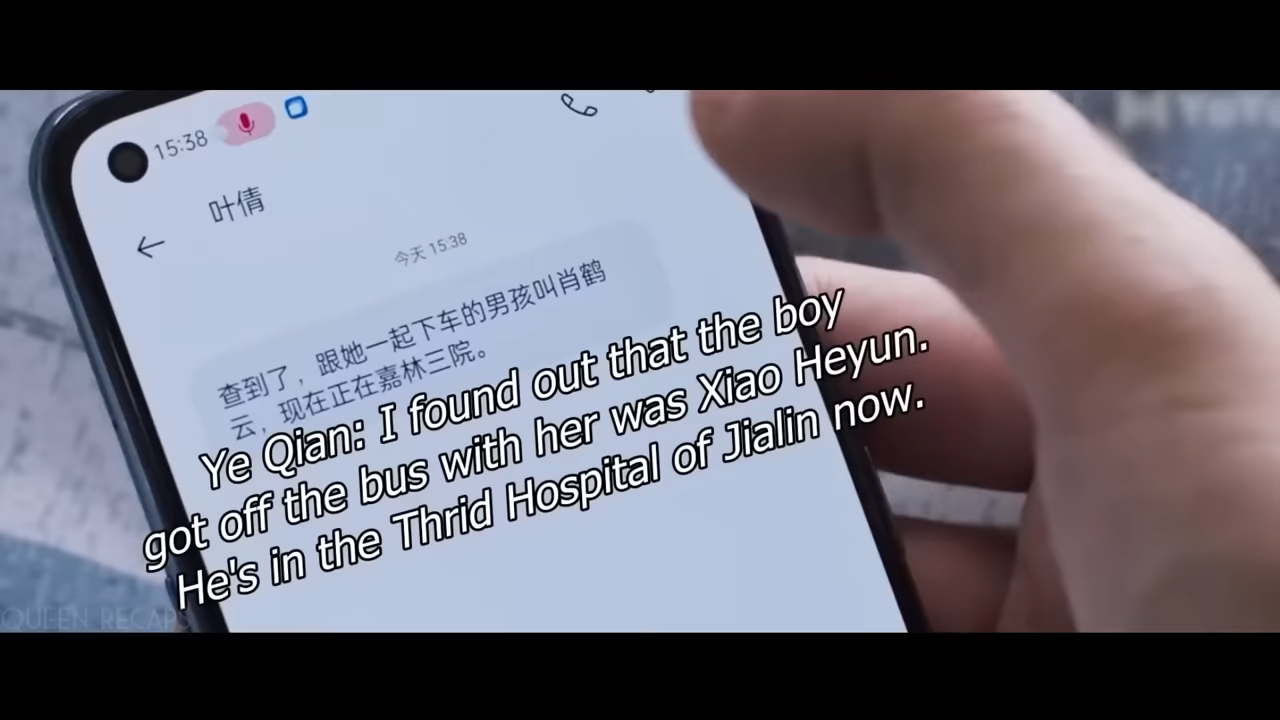 15:38
叶倩
今天 15:38
查到了，跟她一起下车的男孩叫肖鹤
云，现在正在嘉林三院。
Ye Qian: I found out that the boy
got off the bus with her was Xiao Heyun.
He's in the Thrid Hospital of Jialin now.
QUEEN RECAPS